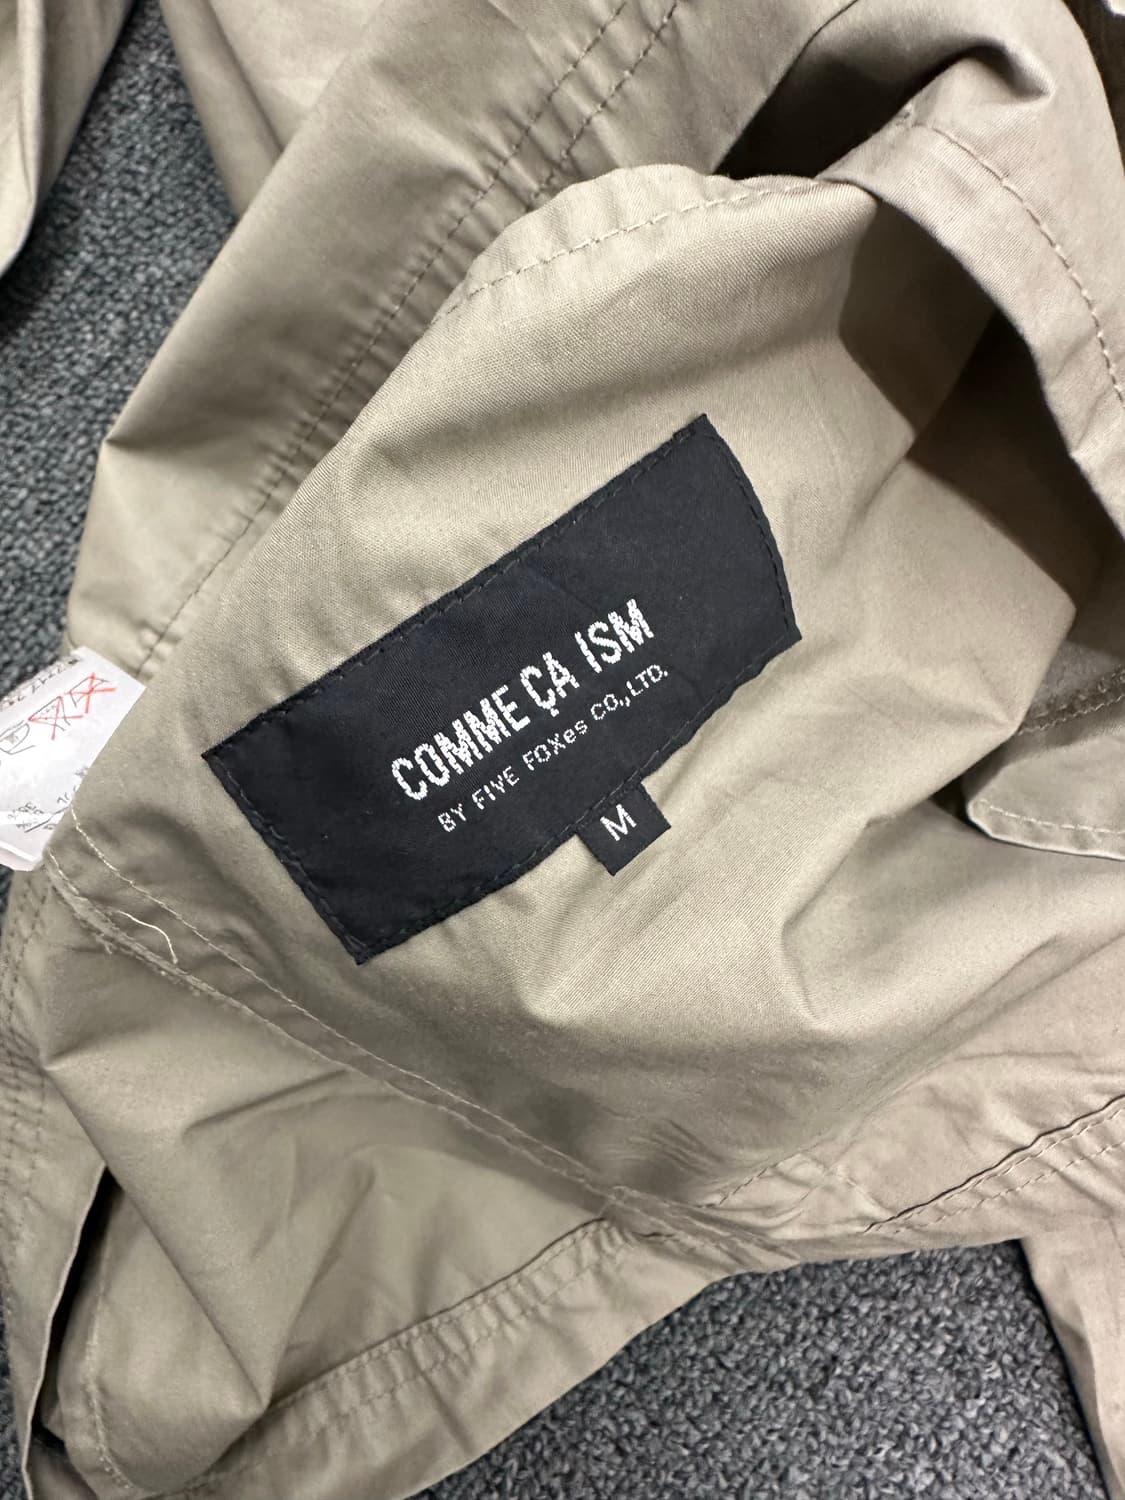 COMME ÇA ISM
BY FIVE FOXes CO.,LTD.
M